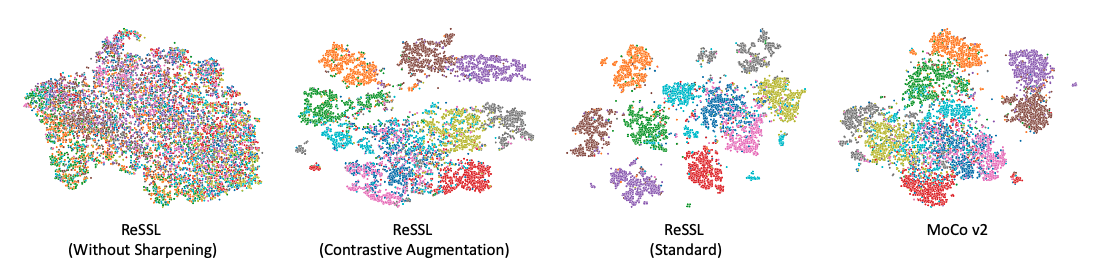 ReSSL
(Without Sharpening)
ReSSL
(Contrastive Augmentation)
ReSSL
(Standard)
MoCo v2